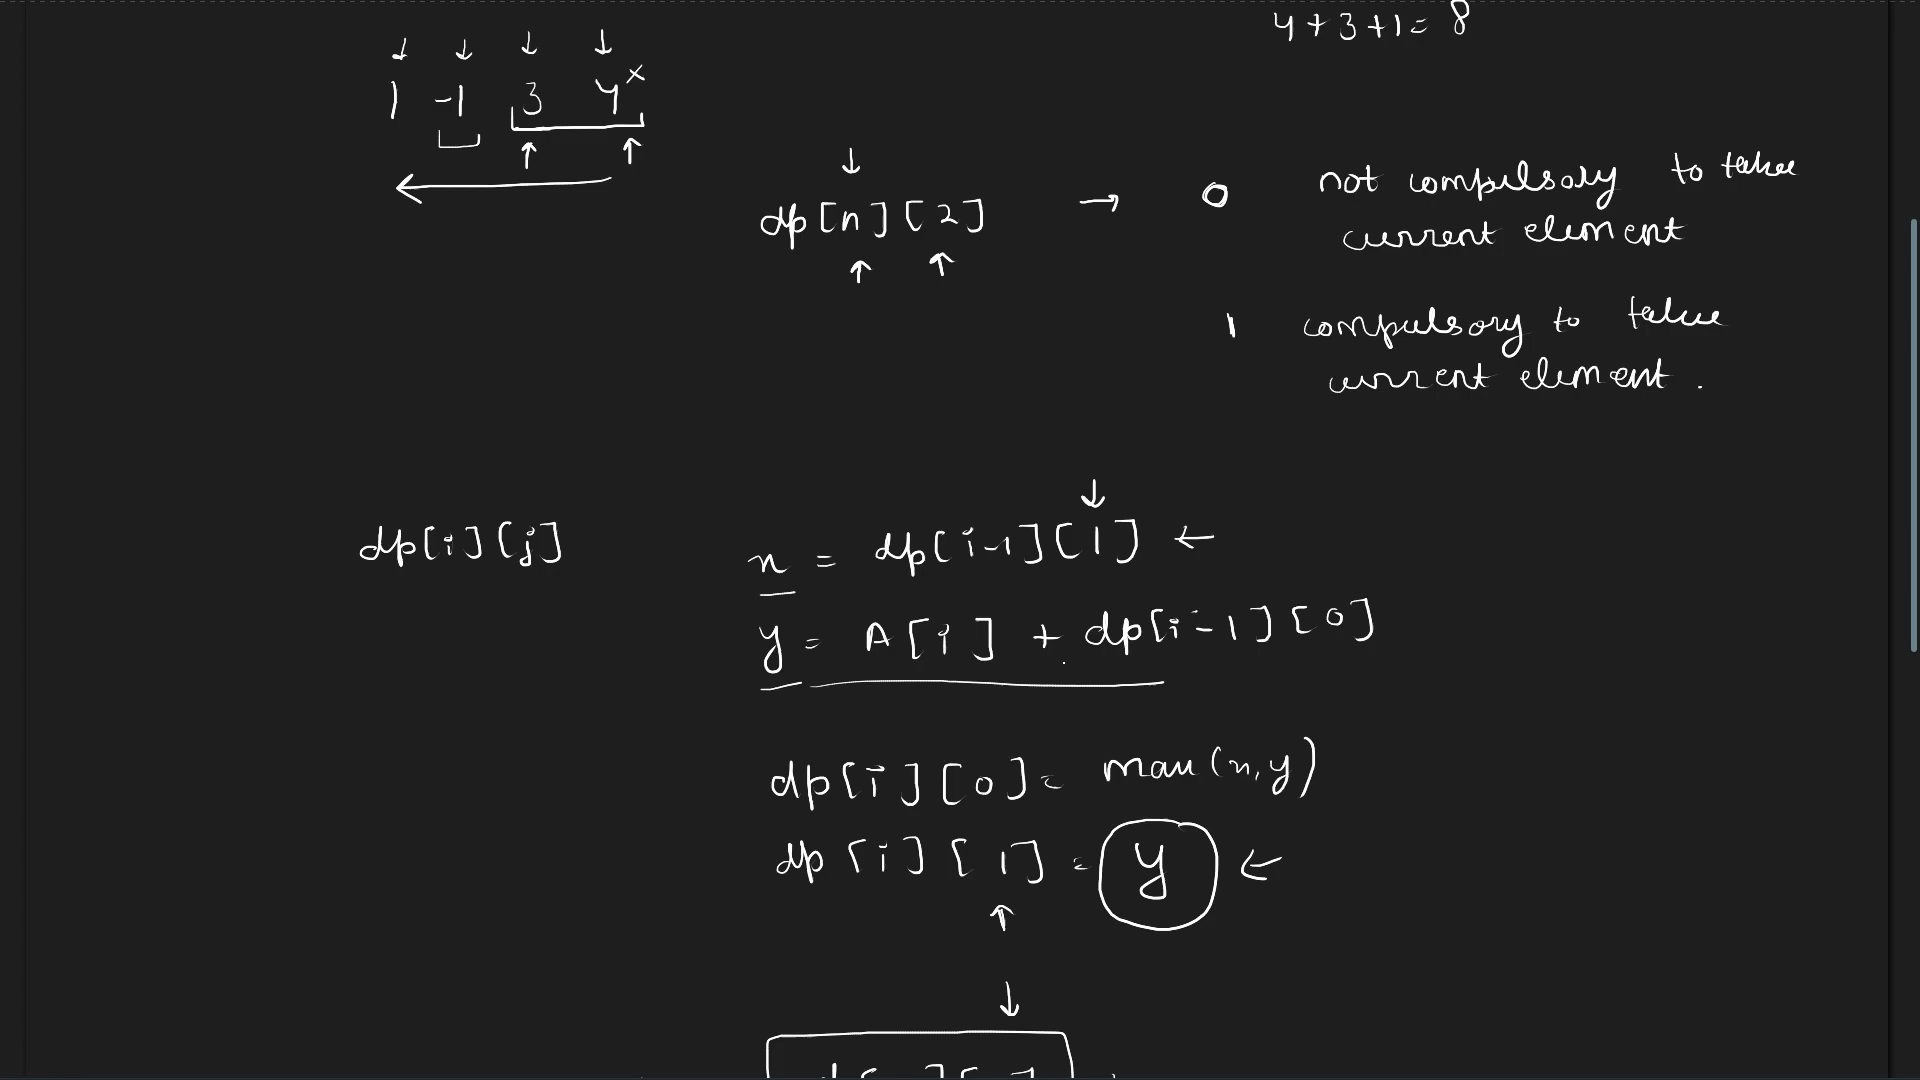 4+3+1= 8
1 -1 3 4 x
dp[n][2] → 0 not compulsory to take
current element
1 compulsory to take
current element.
dp[i][j]
x = dp[i-1][1] ←
y = A[i] + dp[i-1][0]
dp[i][0]= max(x,y)
dp[i][1]= y ←